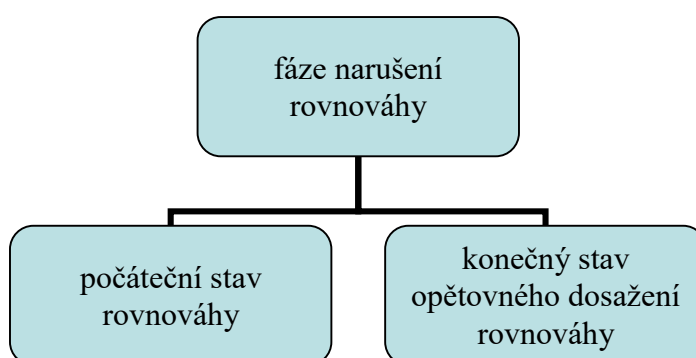 fáze narušení
rovnováhy
počáteční stav
rovnováhy
konečný stav
opětovného dosažení
rovnováhy